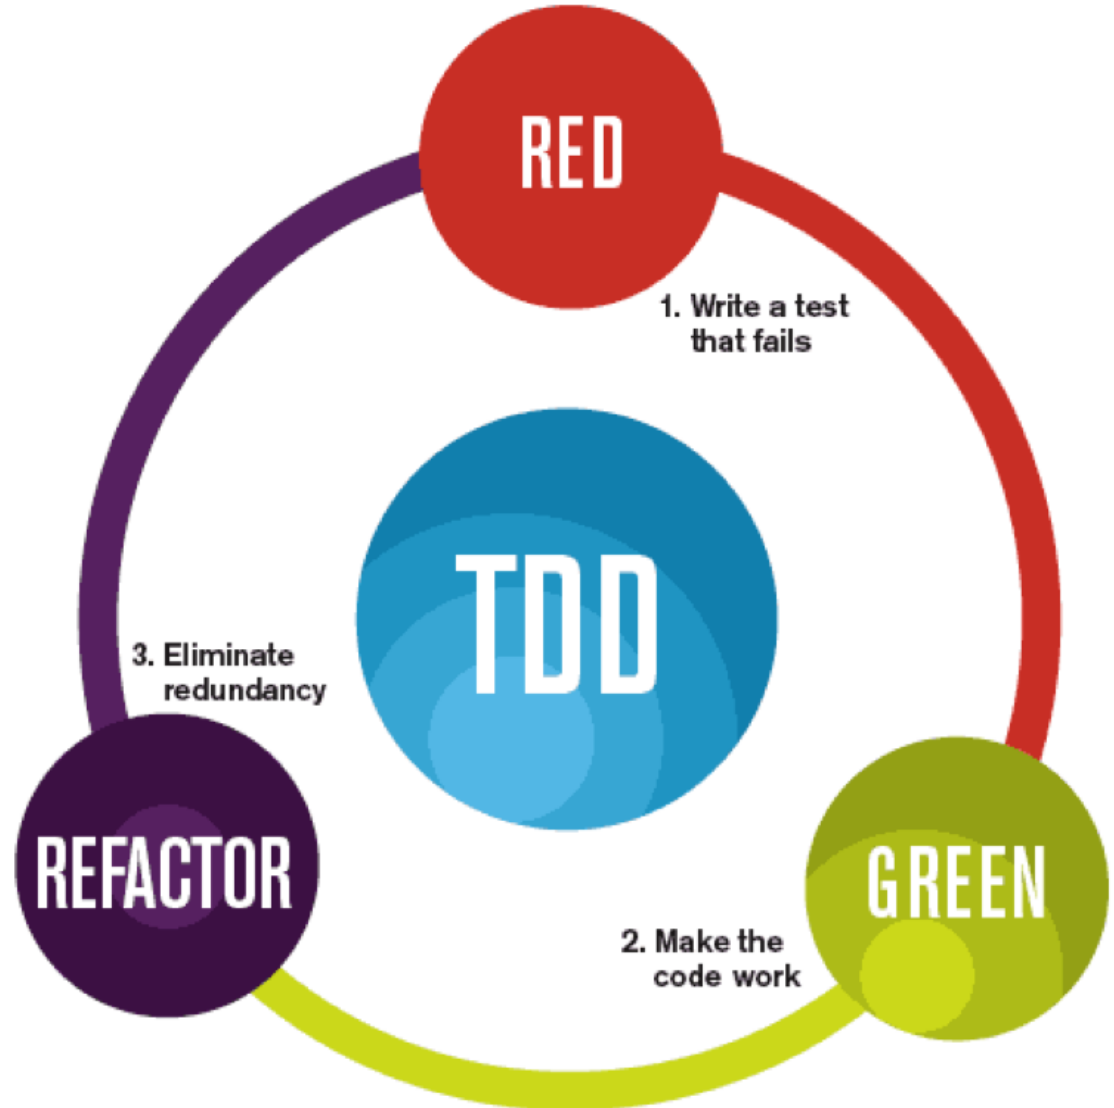 RED
1. Write a test
that fails
TDD
3. Eliminate
redundancy
REFACTOR
GREEN
2. Make the
code work